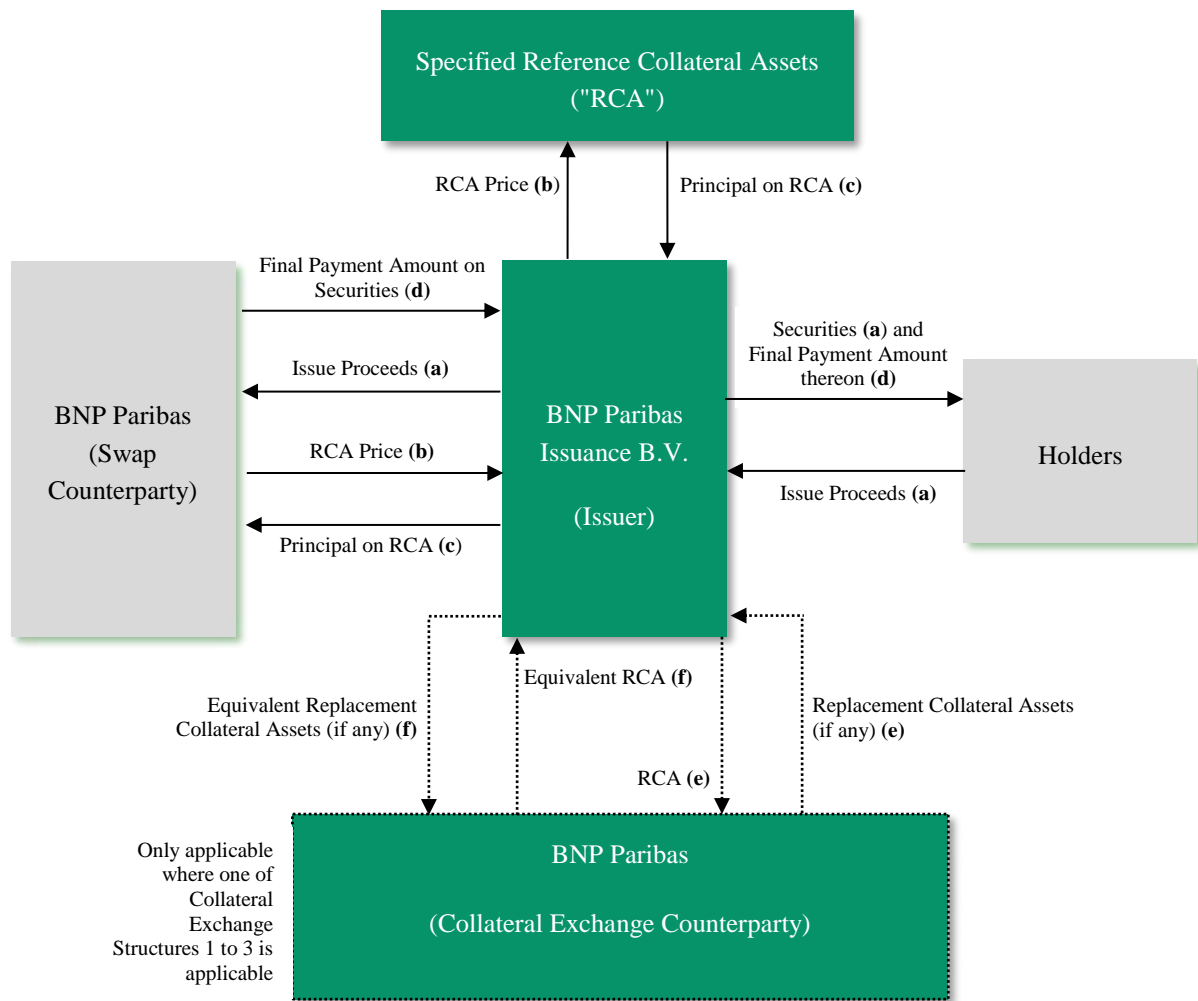 Specified Reference Collateral Assets
("RCA")
RCA Price (b)
Principal on RCA (c)
Final Payment Amount on
Securities (d)
Issue Proceeds (a)
RCA Price (b)
Principal on RCA (c)
BNP Paribas
(Swap
Counterparty)
BNP Paribas
Issuance B.V.
(Issuer)
Securities (a) and
Final Payment Amount
thereon (d)
Issue Proceeds (a)
Holders
Equivalent Replacement
Collateral Assets (if any) (f)
Equivalent RCA (f)
RCA (e)
Replacement Collateral Assets
(if any) (e)
Only applicable
where one of
Collateral
Exchange
Structures 1 to 3 is
applicable
BNP Paribas
(Collateral Exchange Counterparty)